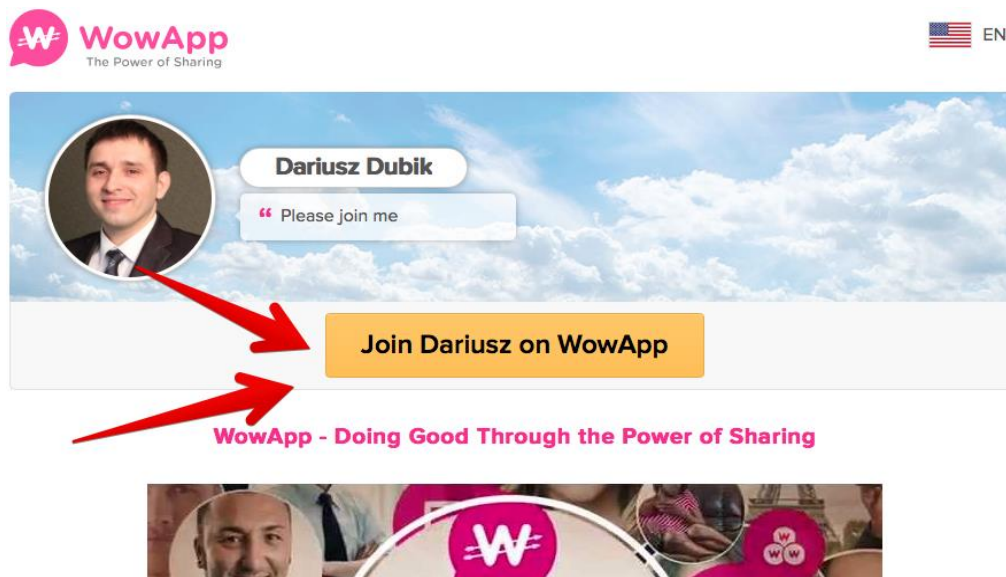 WowApp
The Power of Sharing
EN
Dariusz Dubik
“ Please join me
Join Dariusz on WowApp
WowApp - Doing Good Through the Power of Sharing